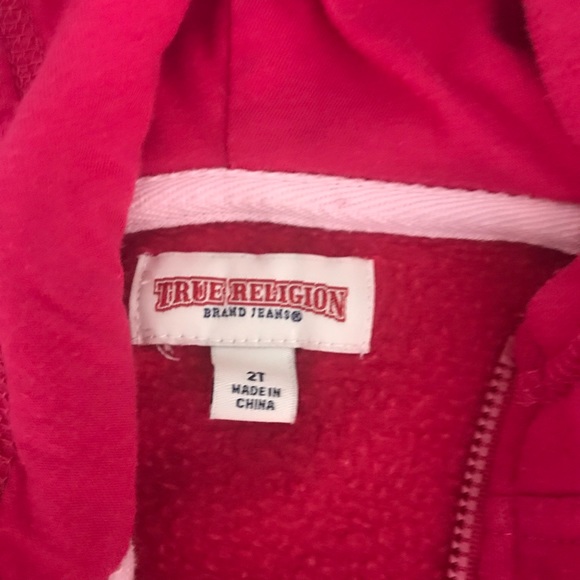 TRUE RELIGION
BRAND JEANS®
2T
MADE IN
CHINA